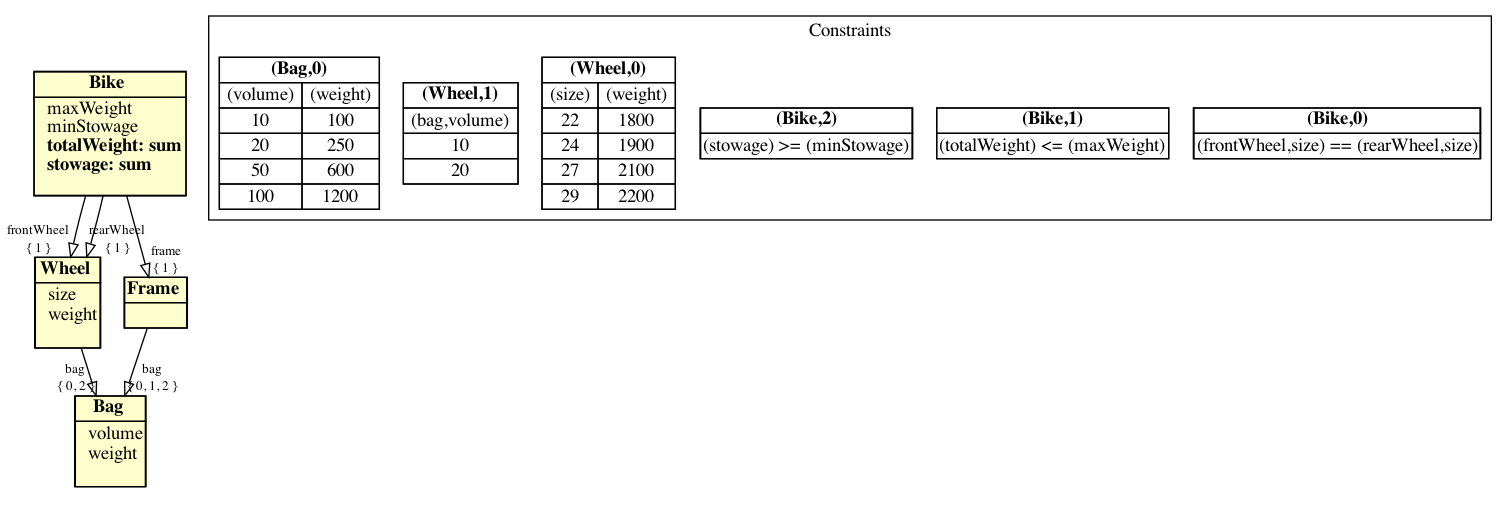 Bike
maxWeight
minStowage
totalWeight: sum
stowage: sum
frontWheel
{ 1 }
rearWheel
{ 1 }
frame
{ 1 }
Wheel
size
weight
Frame
bag
{ 0, 2
bag
0, 1, 2 }
Bag
volume
weight
Constraints
(Bag,0)
(volume) (weight)
10 100
20 250
50 600
100 1200
(Wheel,1)
(bag,volume)
10
20
(Wheel,0)
(size) (weight)
22 1800
24 1900
27 2100
29 2200
(Bike,2)
(stowage) >= (minStowage)
(Bike,1)
(totalWeight) <= (maxWeight)
(Bike,0)
(frontWheel,size) == (rearWheel,size)